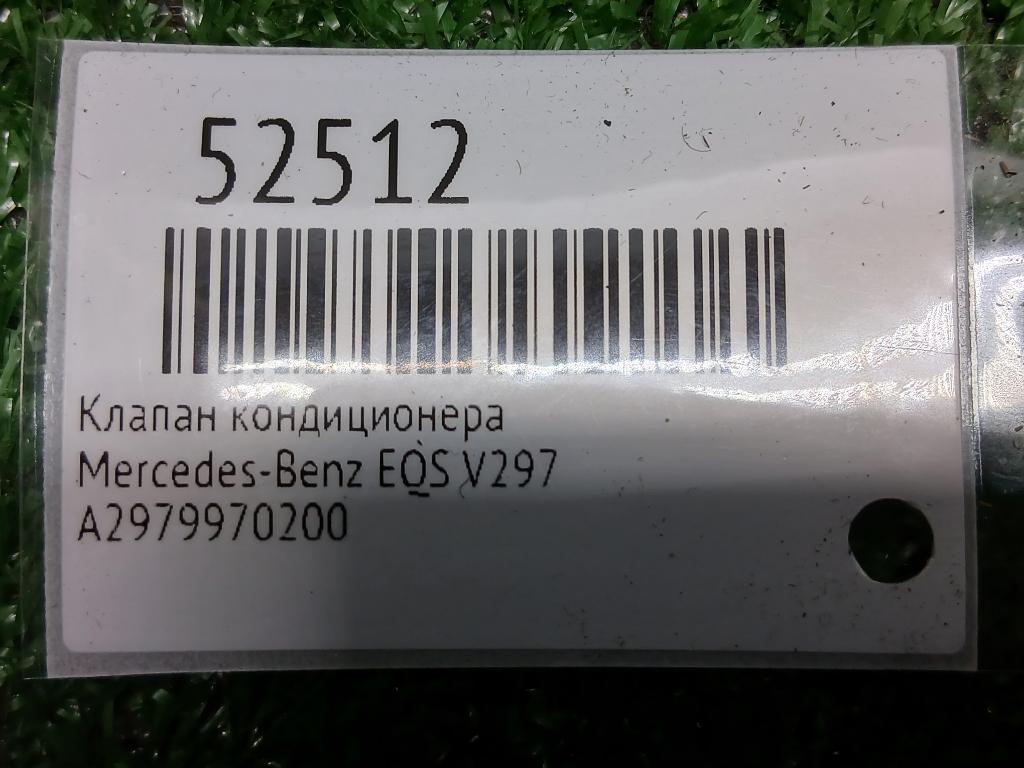 52512
Клапан кондиционера
Mercedes-Benz EQS V297
A2979970200